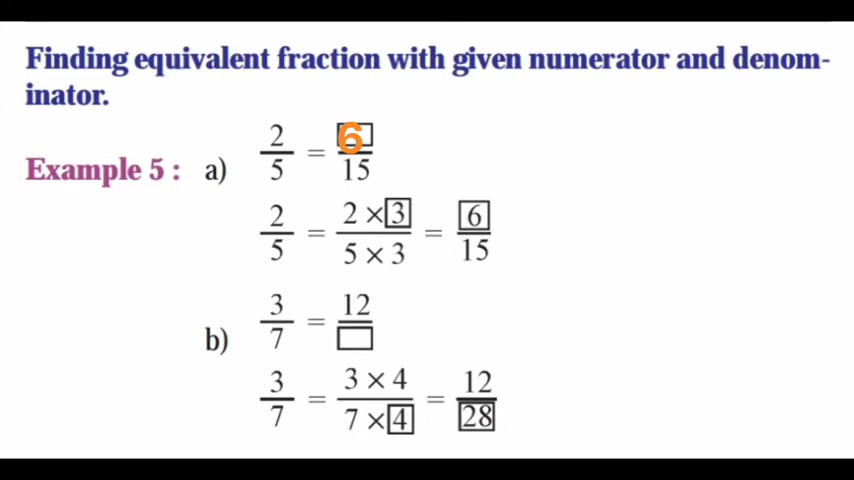 Finding equivalent fraction with given numerator and denom-
inator.
Example 5 : a) 2/5 = 6/15
2/5 = 2 × 3 / 5 × 3 = 6/15
b) 3/7 = 12/□
3/7 = 3 × 4 / 7 × 4 = 12/28